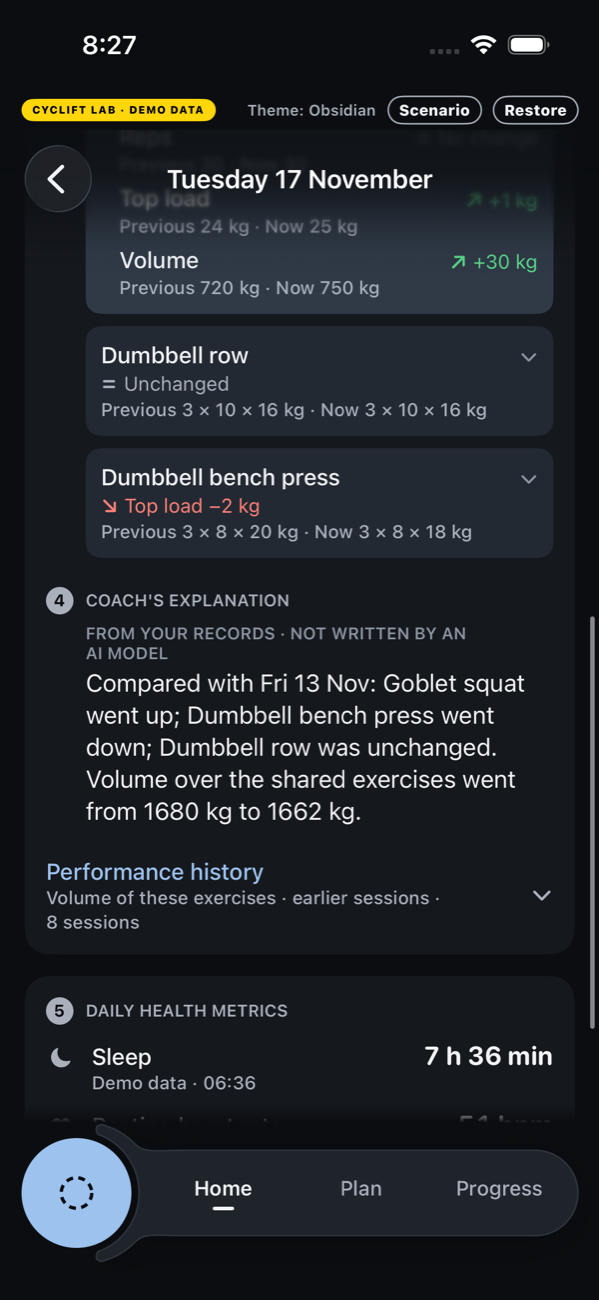 8:27
CYCLIFT LAB · DEMO DATA
Theme: Obsidian
Scenario
Restore
Reps
= No change
Tuesday 17 November
Top load
↗ +1 kg
Previous 24 kg · Now 25 kg
Volume
↗ +30 kg
Previous 720 kg · Now 750 kg
Dumbbell row
= Unchanged
Previous 3 × 10 × 16 kg · Now 3 × 10 × 16 kg
Dumbbell bench press
↘ Top load −2 kg
Previous 3 × 8 × 20 kg · Now 3 × 8 × 18 kg
4 COACH'S EXPLANATION
FROM YOUR RECORDS · NOT WRITTEN BY AN
AI MODEL
Compared with Fri 13 Nov: Goblet squat
went up; Dumbbell bench press went
down; Dumbbell row was unchanged.
Volume over the shared exercises went
from 1680 kg to 1662 kg.
Performance history
Volume of these exercises · earlier sessions ·
8 sessions
5 DAILY HEALTH METRICS
Sleep
7 h 36 min
Demo data · 06:36
Home
Plan
Progress